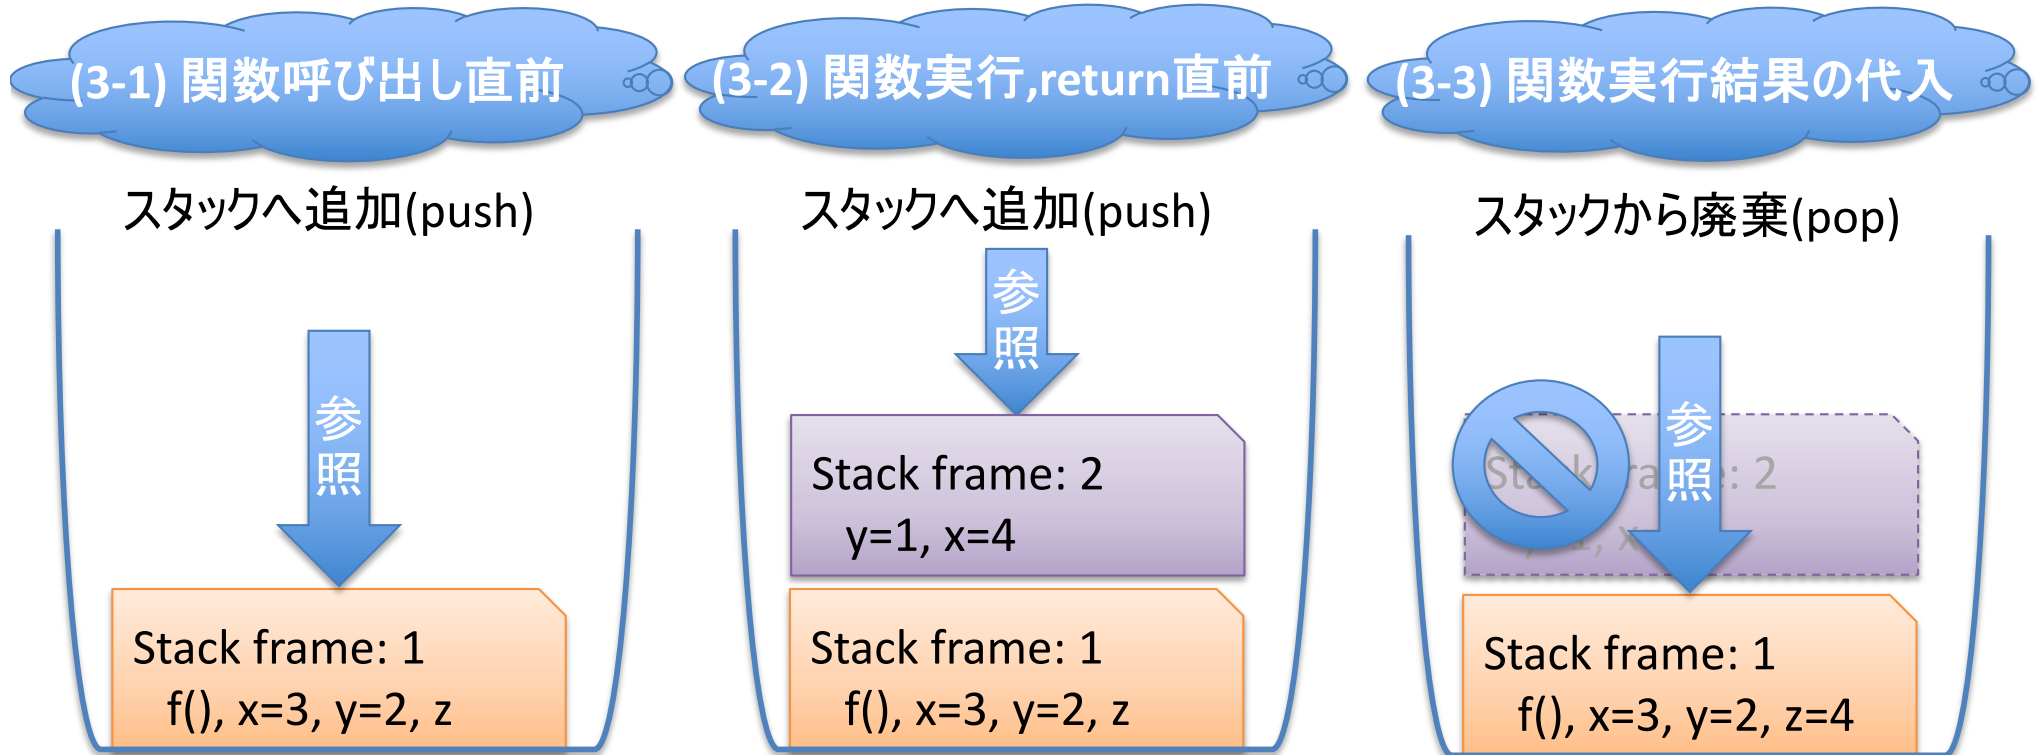 (3-1) 関数呼び出し直前
スタックへ追加(push)
参照
Stack frame: 1
f(), x=3, y=2, z
(3-2) 関数実行,return直前
スタックへ追加(push)
参照
Stack frame: 2
y=1, x=4
Stack frame: 1
f(), x=3, y=2, z
(3-3) 関数実行結果の代入
スタックから廃棄(pop)
参照
Stack frame: 2
x
Stack frame: 1
f(), x=3, y=2, z=4